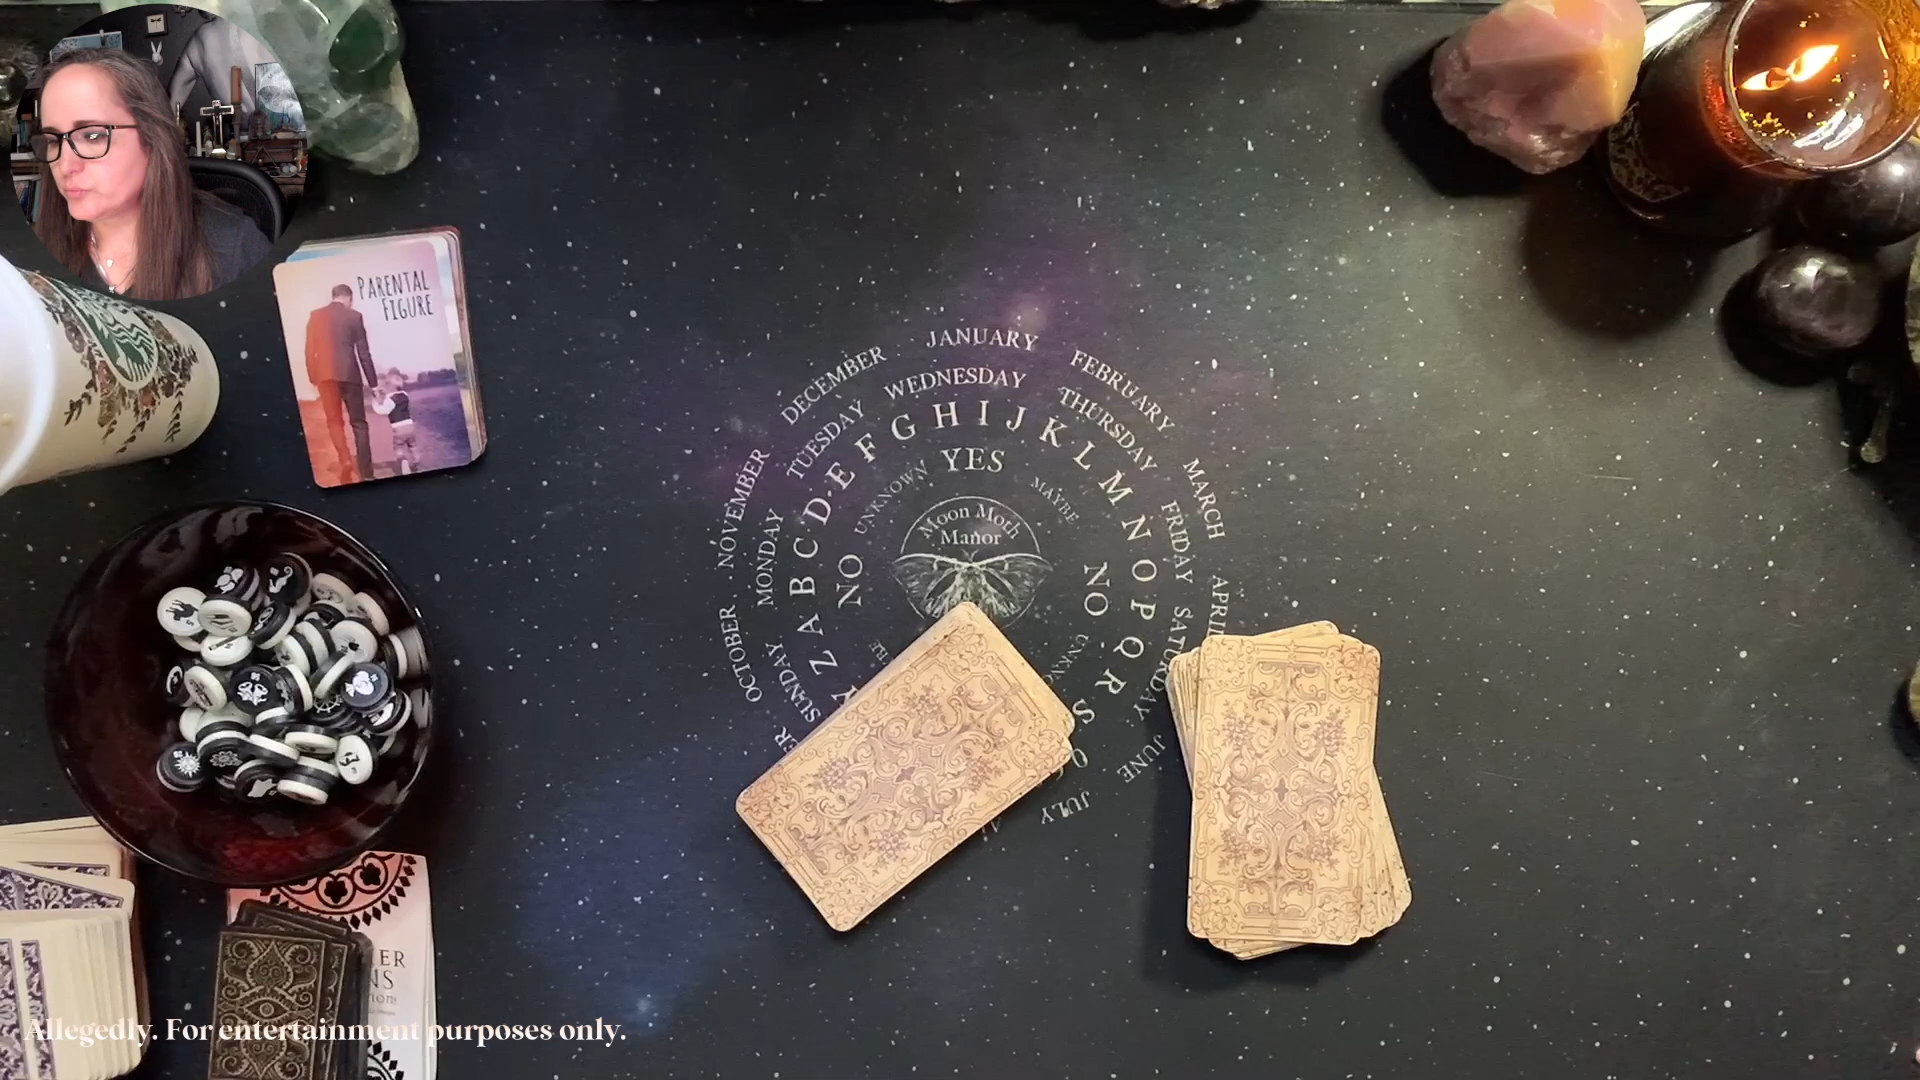 PARENTAL
FIGURE
JANUARY
FEBRUARY
MARCH
APRIL
JUNE
JULY
OCTOBER
NOVEMBER
DECEMBER
SUNDAY
MONDAY
TUESDAY
WEDNESDAY
THURSDAY
FRIDAY
SATURDAY
Z A B C D E F G H I J K L M N O P Q R S
UNKNOWN
YES
MAYBE
NO
NO
Moon Moth
Manor
Allegedly. For entertainment purposes only.